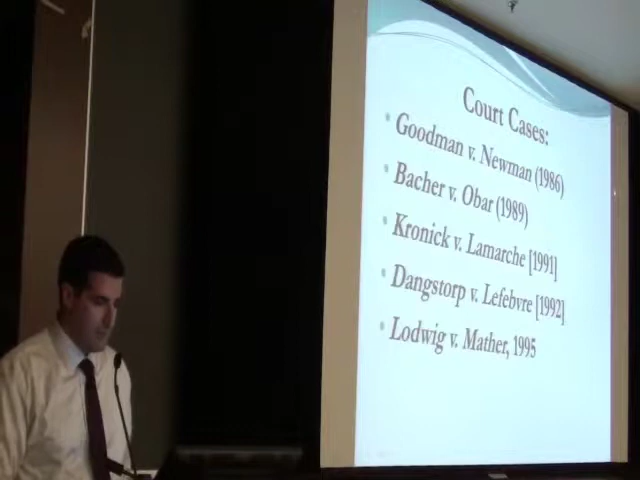 Court Cases:
• Goodman v. Newman (1986)
• Bacher v. Obar (1989)
• Kronick v. Lamarche [1991]
• Dangstorp v. Lefebvre [1992]
• Lodwig v. Mather, 1995